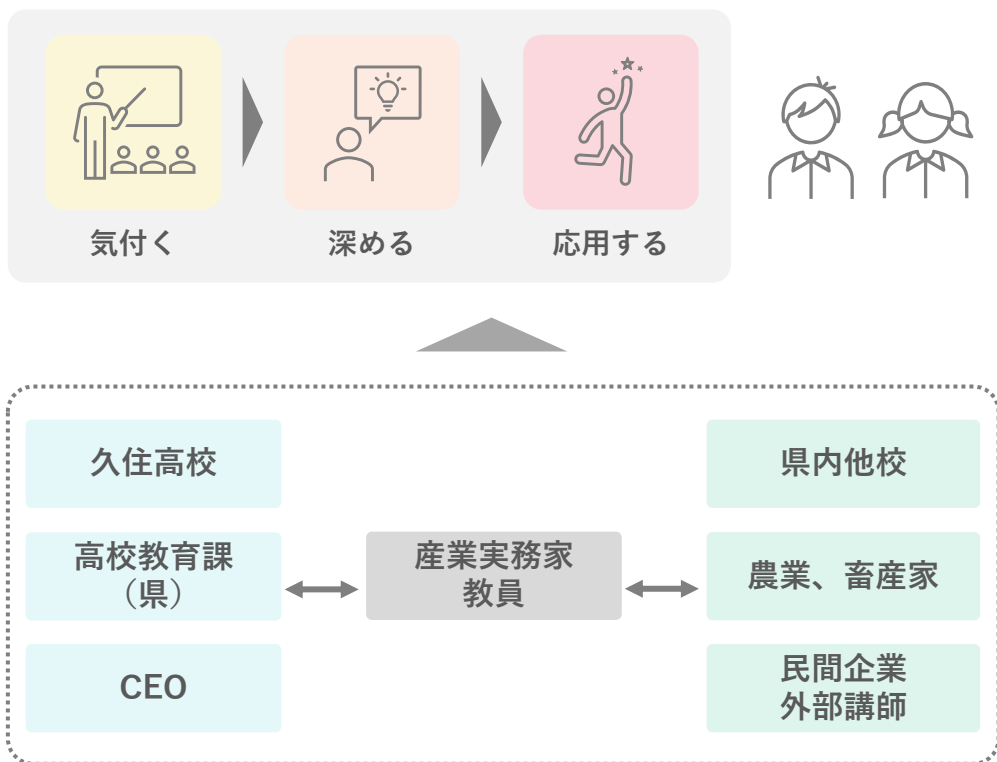 気付く
深める
応用する
久住高校
県内他校
高校教育課
（県）
産業実務家
教員
農業、畜産家
CEO
民間企業
外部講師